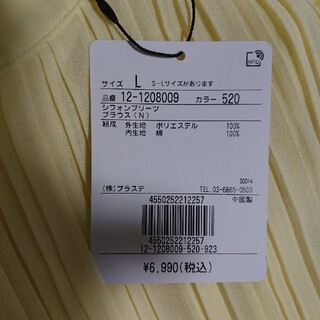 RFID
サイズ L S-Lサイズがあります
品番 12-1208009 カラー 520
シフォンプリーツ
ブラウス(N)
組成 外生地 ポリエステル 100%
内生地 綿 100%
00014
(株)プラステ TEL.03-6865-0500
4550252212257 中国製
4550252212257
12-1208009-520-923
¥6,990(税込)